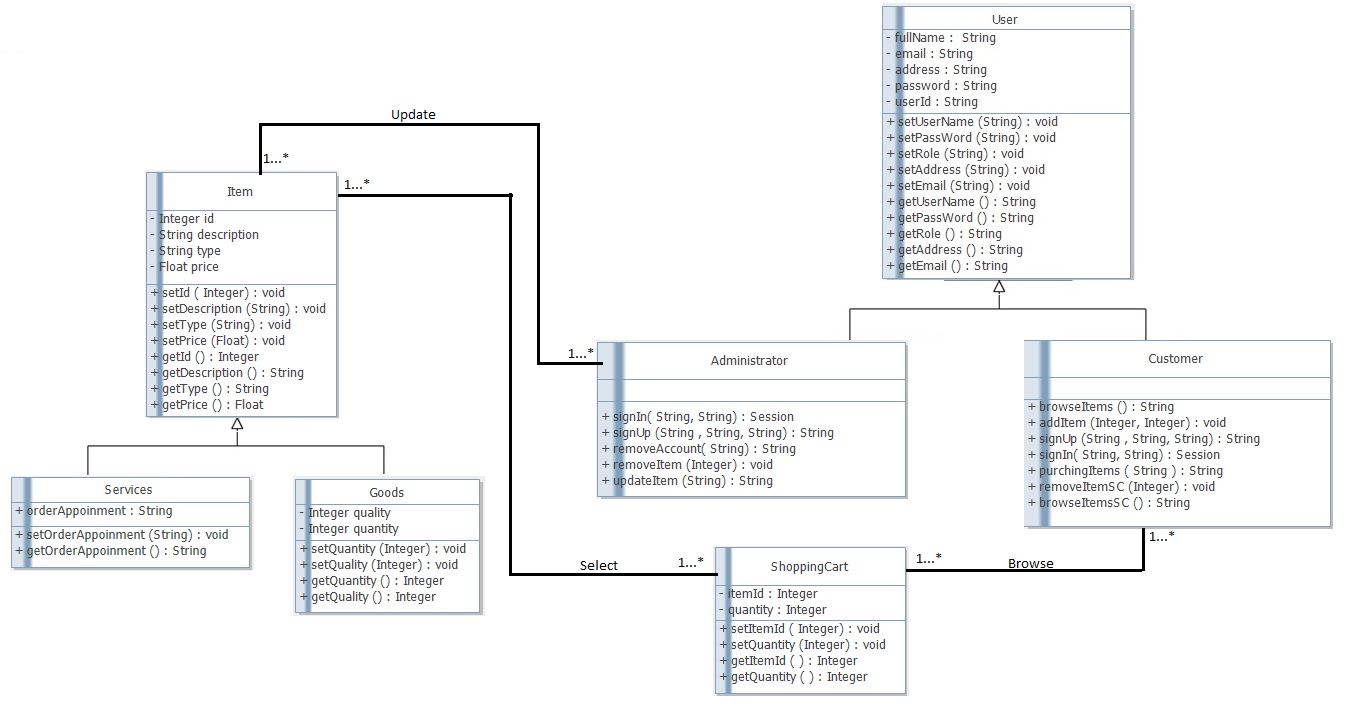 User
- fullName : String
- email : String
- address : String
- password : String
- userId : String
+ setUserName (String) : void
+ setPassWord (String) : void
+ setRole (String) : void
+ setAddress (String) : void
+ setEmail (String) : void
+ getUserName () : String
+ getPassWord () : String
+ getRole () : String
+ getAddress () : String
+ getEmail () : String
Update
1...*
1...*
Item
- Integer id
- String description
- String type
- Float price
+ setId ( Integer) : void
+ setDescription (String) : void
+ setType (String) : void
+ setPrice (Float) : void
+ getId () : Integer
+ getDescription () : String
+ getType () : String
+ getPrice () : Float
1...*
Administrator
+ signIn( String, String) : Session
+ signUp (String , String, String) : String
+ removeAccount( String) : String
+ removeItem (Integer) : void
+ updateItem (String) : String
Customer
+ browseItems () : String
+ addItem (Integer, Integer) : void
+ signUp (String , String, String) : String
+ signIn( String, String) : Session
+ purchingItems ( String ) : String
+ removeItemSC (Integer) : void
+ browseItemsSC () : String
Services
+ orderAppoinment : String
+ setOrderAppoinment (String) : void
+ getOrderAppoinment () : String
Goods
- Integer quality
- Integer quantity
+ setQuantity (Integer) : void
+ setQuality (Integer) : void
+ getQuantity () : Integer
+ getQuality () : Integer
Select
1...*
ShoppingCart
- itemId : Integer
- quantity : Integer
+ setItemId ( Integer) : void
+ setQuantity (Integer) : void
+ getItemId ( ) : Integer
+ getQuantity ( ) : Integer
1...*
Browse
1...*